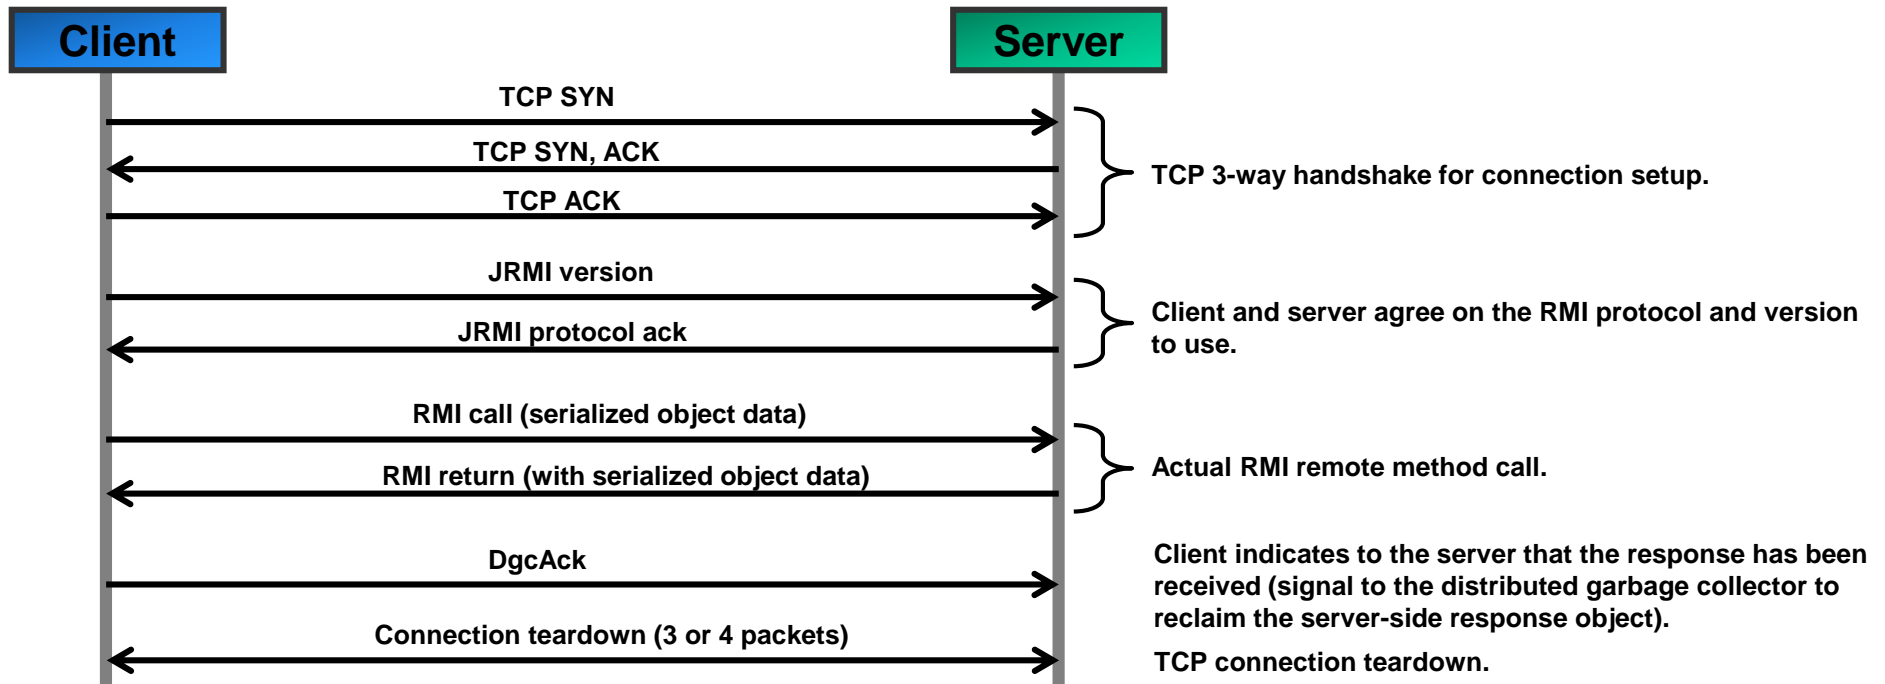 Client
Server
TCP SYN
TCP SYN, ACK
TCP ACK
TCP 3-way handshake for connection setup.
JRMI version
JRMI protocol ack
Client and server agree on the RMI protocol and version
to use.
RMI call (serialized object data)
RMI return (with serialized object data)
Actual RMI remote method call.
DgcAck
Client indicates to the server that the response has been
received (signal to the distributed garbage collector to
reclaim the server-side response object).
Connection teardown (3 or 4 packets)
TCP connection teardown.